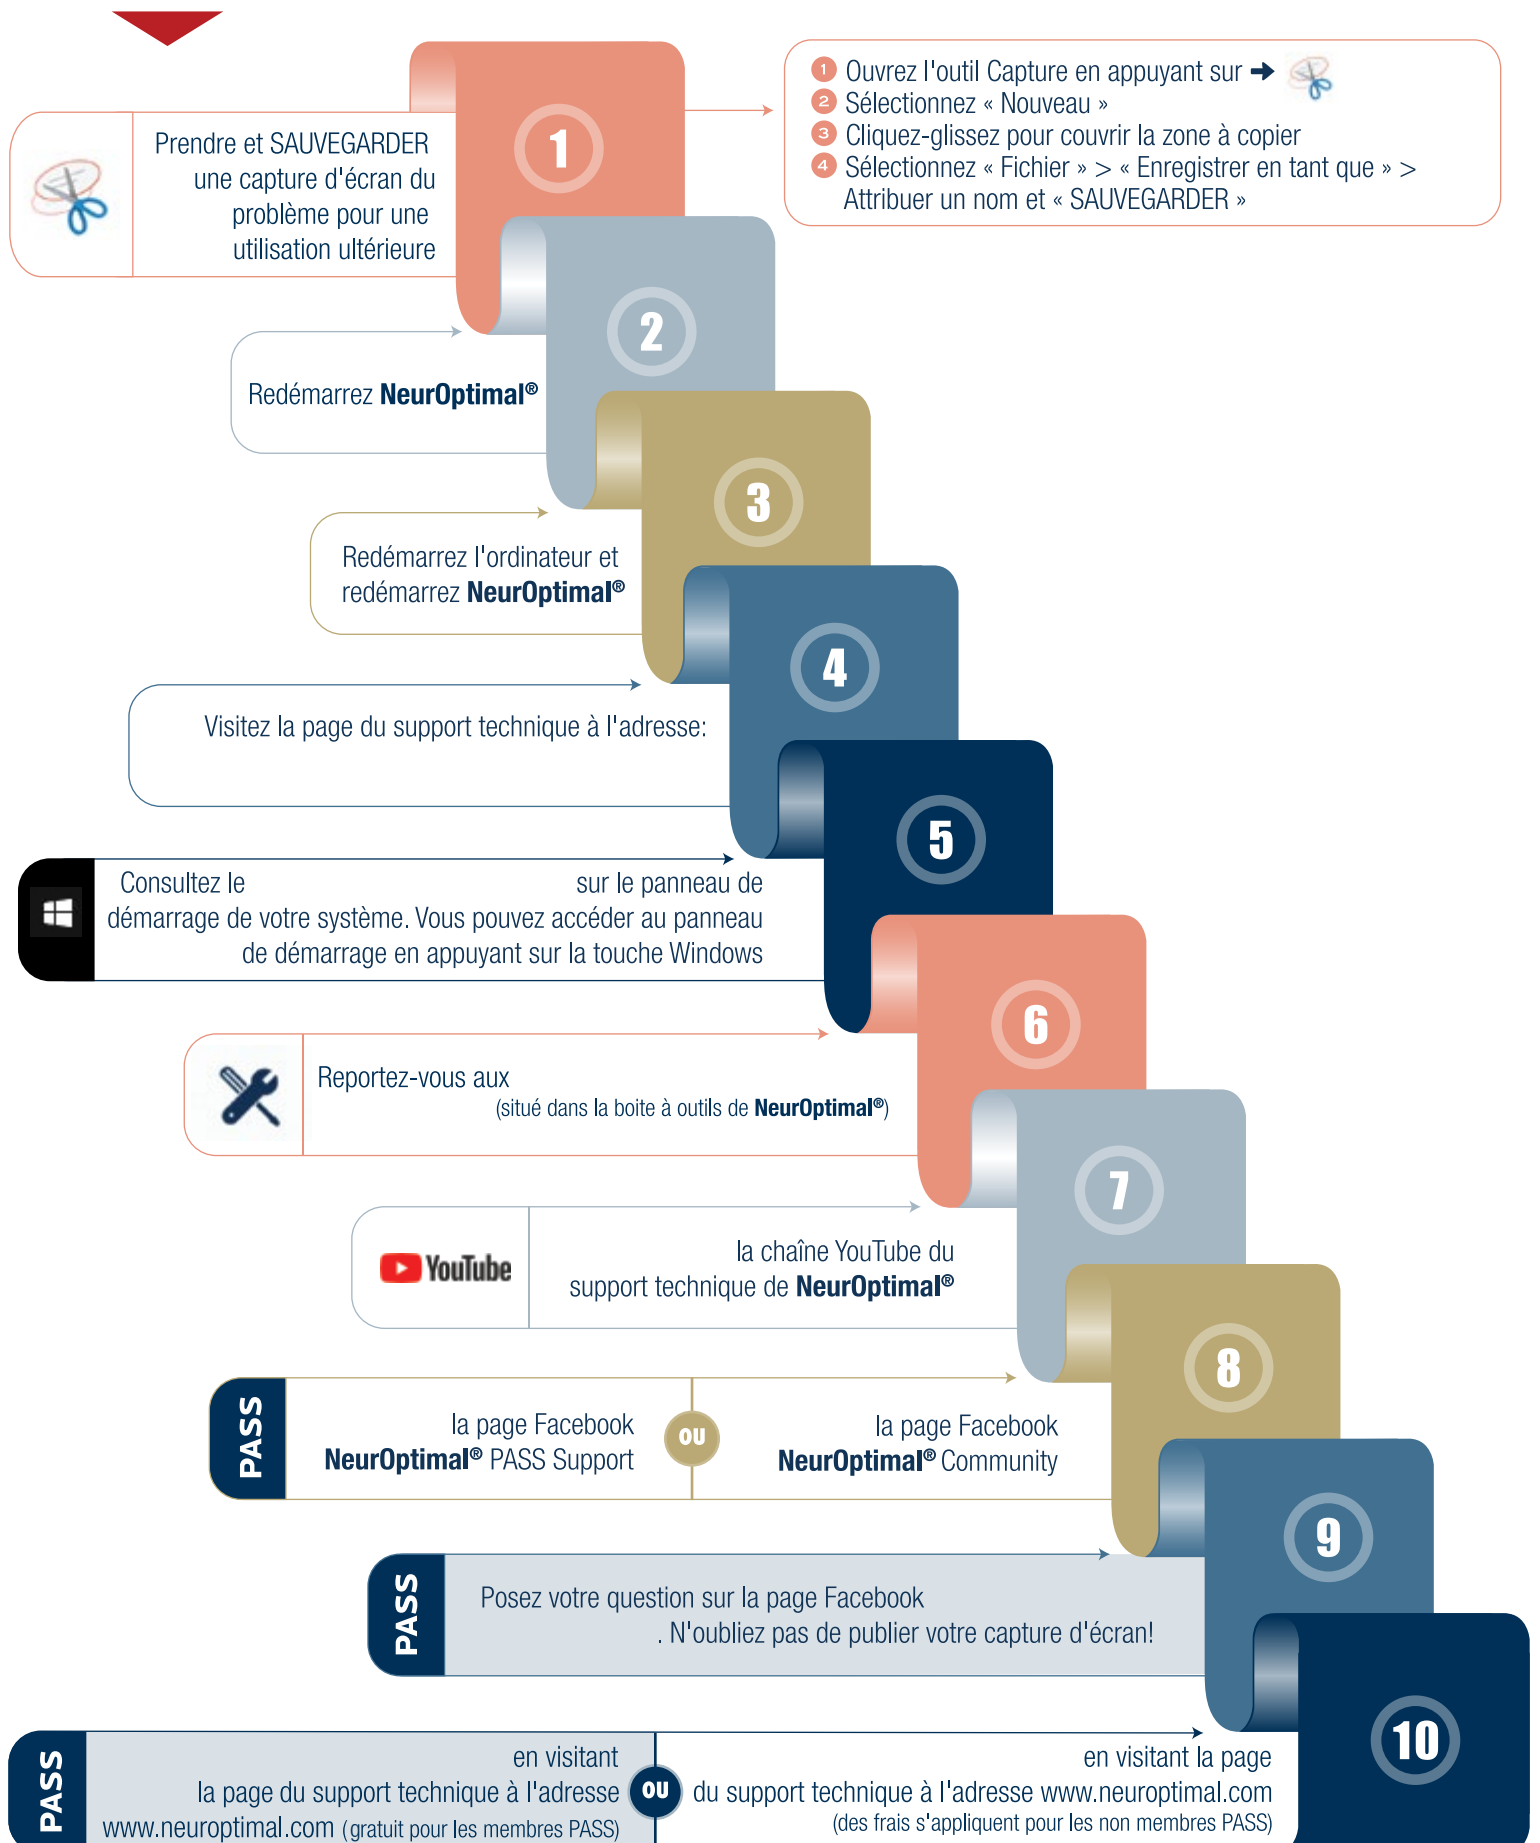 1 Ouvrez l'outil Capture en appuyant sur ➜
2 Sélectionnez « Nouveau »
3 Cliquez-glissez pour couvrir la zone à copier
4 Sélectionnez « Fichier » > « Enregistrer en tant que » >
Attribuer un nom et « SAUVEGARDER »
1
Prendre et SAUVEGARDER
une capture d'écran du
problème pour une
utilisation ultérieure
2
Redémarrez NeurOptimal®
3
Redémarrez l'ordinateur et
redémarrez NeurOptimal®
4
Visitez la page du support technique à l'adresse:
5
Consultez le sur le panneau de
démarrage de votre système. Vous pouvez accéder au panneau
de démarrage en appuyant sur la touche Windows
6
Reportez-vous aux
(situé dans la boite à outils de NeurOptimal®)
7
YouTube
la chaîne YouTube du
support technique de NeurOptimal®
8
PASS
la page Facebook
NeurOptimal® PASS Support
OU
la page Facebook
NeurOptimal® Community
9
PASS
Posez votre question sur la page Facebook
. N'oubliez pas de publier votre capture d'écran!
10
PASS
en visitant
la page du support technique à l'adresse
www.neuroptimal.com (gratuit pour les membres PASS)
OU
en visitant la page
du support technique à l'adresse www.neuroptimal.com
(des frais s'appliquent pour les non membres PASS)